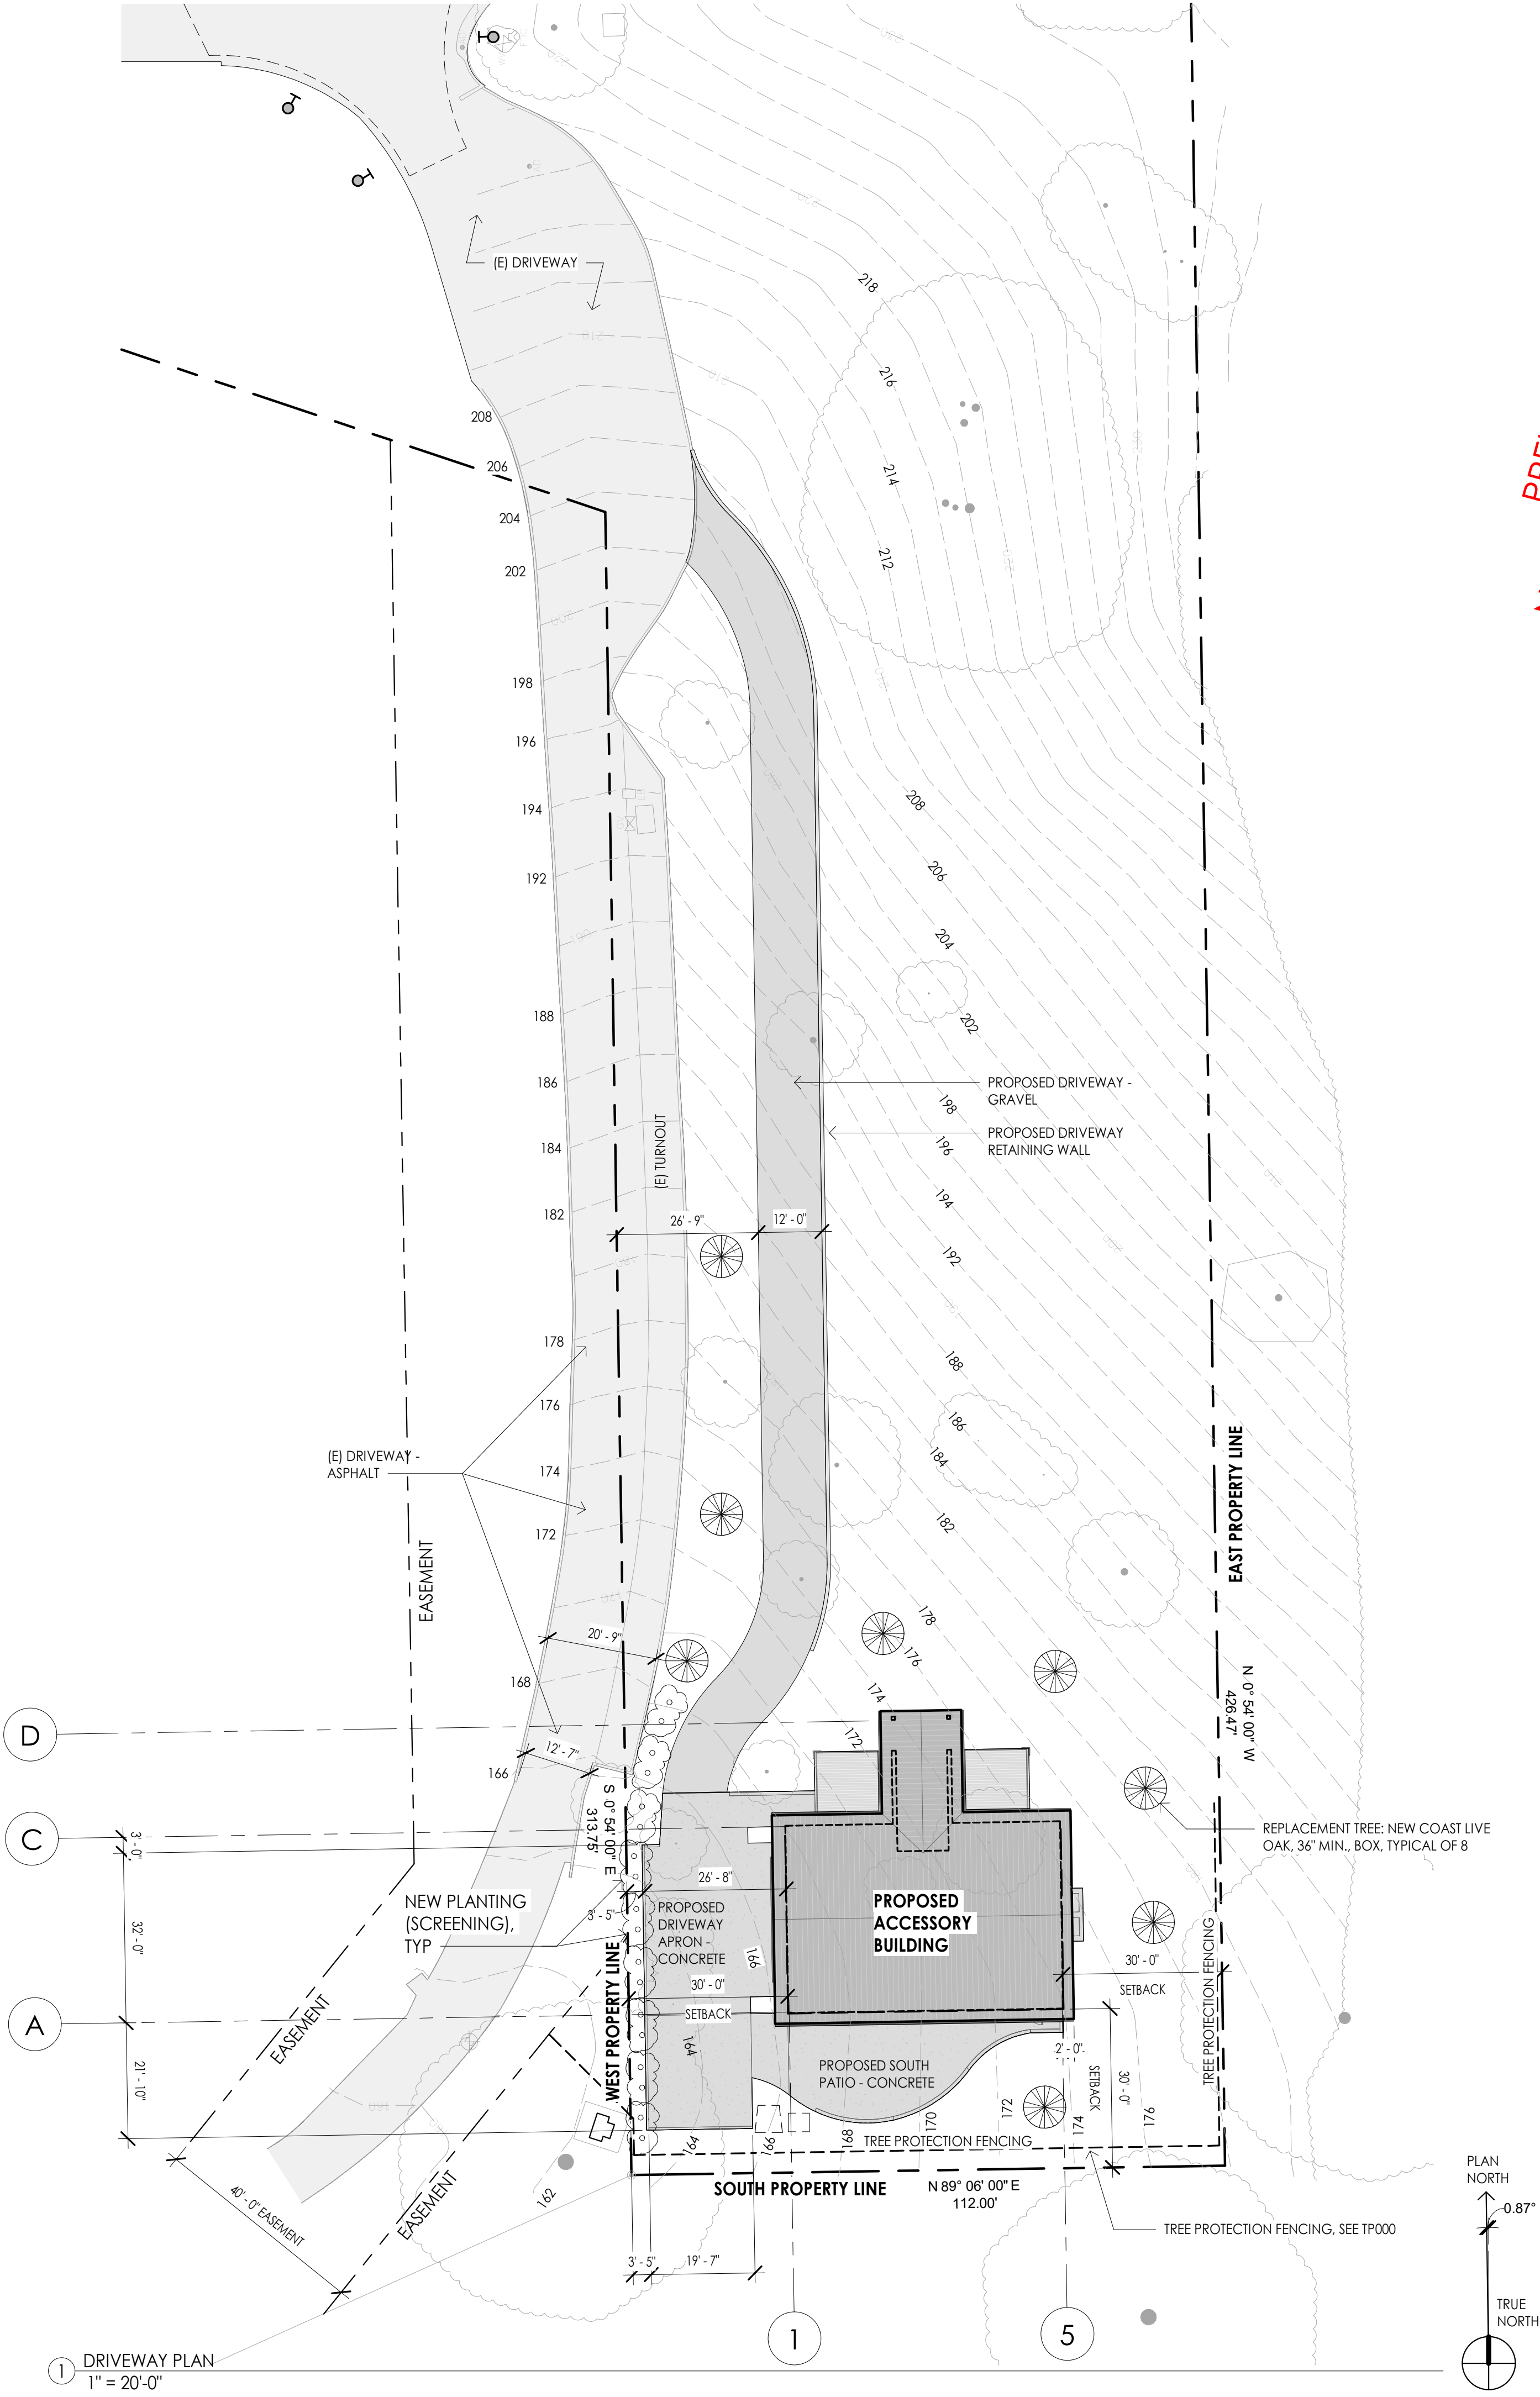 (E) DRIVEWAY
218
216
214
212
208
206
204
202
198
196
194
192
188
186
184
182
178
176
174
172
168
166
208
206
204
202
198
196
194
192
188
186
184
182
178
176
174
172
PROPOSED DRIVEWAY -
GRAVEL
PROPOSED DRIVEWAY
RETAINING WALL
(E) TURNOUT
26' - 9"
12' - 0"
(E) DRIVEWAY -
ASPHALT
EASEMENT
EAST PROPERTY LINE
N 0° 54' 00" W
426.47'
20' - 9"
12' - 7"
D
C
A
3' - 0"
32' - 0"
21' - 10"
S 0° 54' 00" E
313.75'
REPLACEMENT TREE: NEW COAST LIVE
OAK, 36" MIN., BOX, TYPICAL OF 8
NEW PLANTING
(SCREENING),
TYP
3' - 5"
26' - 8"
PROPOSED
DRIVEWAY
APRON -
CONCRETE
166
PROPOSED
ACCESSORY
BUILDING
30' - 0"
SETBACK
30' - 0"
SETBACK
TREE PROTECTION FENCING
WEST PROPERTY LINE
EASEMENT
164
PROPOSED SOUTH
PATIO - CONCRETE
2' - 0"
SETBACK
30' - 0"
162
164
166
168
170
172
174
176
TREE PROTECTION FENCING
SOUTH PROPERTY LINE
N 89° 06' 00" E
112.00'
EASEMENT
40' - 0" EASEMENT
TREE PROTECTION FENCING, SEE TP000
3' - 5"
19' - 7"
1
5
PLAN
NORTH
0.87°
TRUE
NORTH
1
DRIVEWAY PLAN
1" = 20'-0"